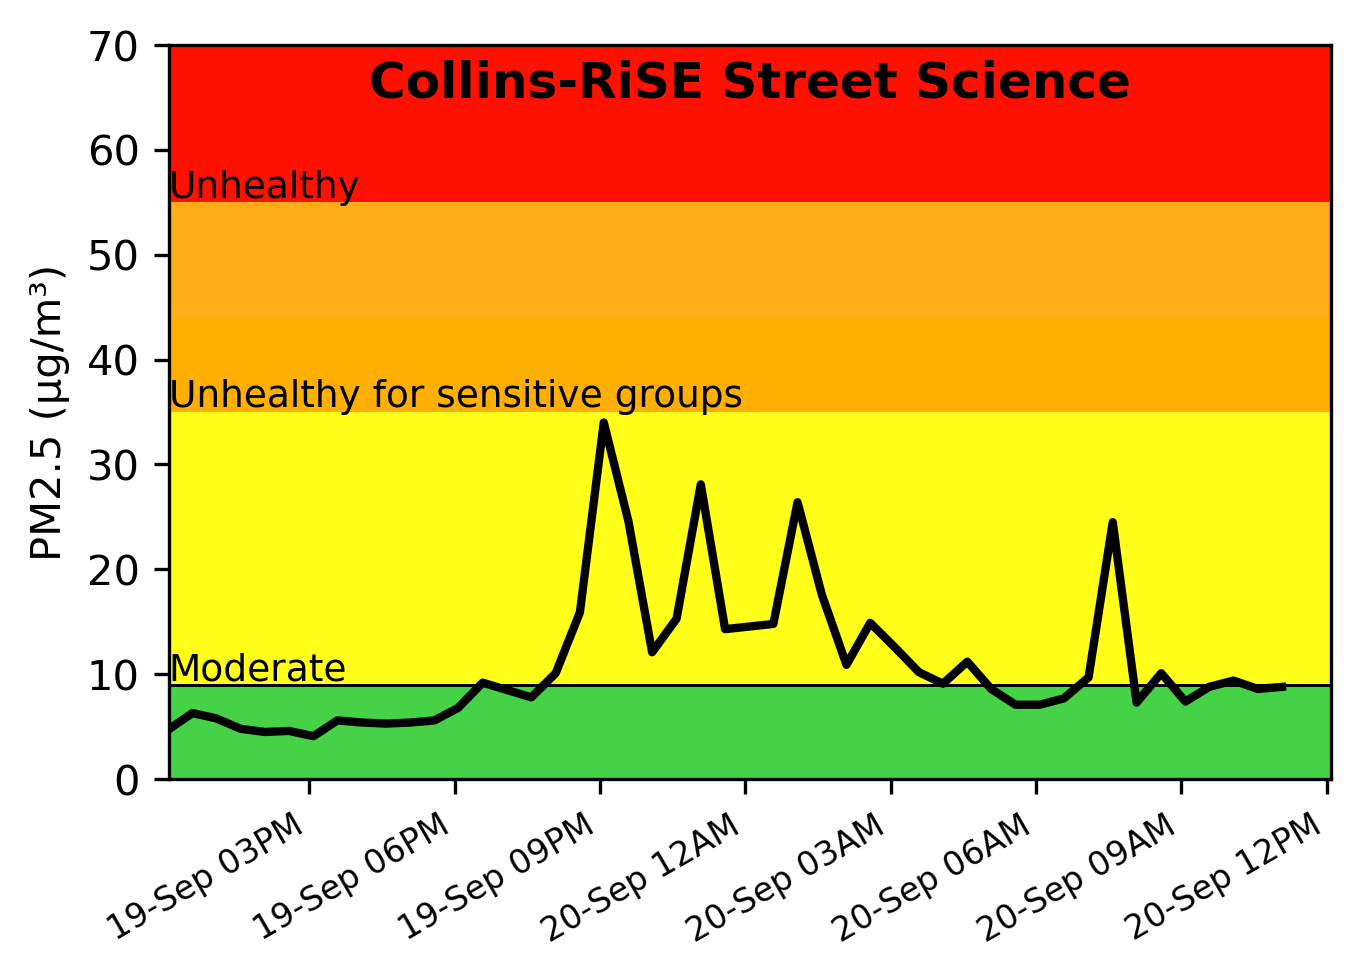 Collins-RiSE Street Science
70
60
Unhealthy
50
40
Unhealthy for sensitive groups
30
20
Moderate
10
0
PM2.5 (μg/m³)
19-Sep 03PM
19-Sep 06PM
19-Sep 09PM
20-Sep 12AM
20-Sep 03AM
20-Sep 06AM
20-Sep 09AM
20-Sep 12PM